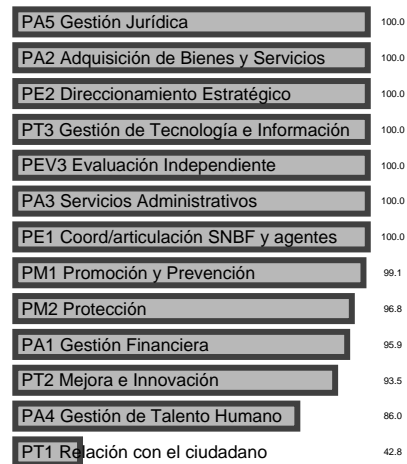 PA5 Gestión Jurídica 100.0
PA2 Adquisición de Bienes y Servicios 100.0
PE2 Direccionamiento Estratégico 100.0
PT3 Gestión de Tecnología e Información 100.0
PEV3 Evaluación Independiente 100.0
PA3 Servicios Administrativos 100.0
PE1 Coord/articulación SNBF y agentes 100.0
PM1 Promoción y Prevención 99.1
PM2 Protección 96.8
PA1 Gestión Financiera 95.9
PT2 Mejora e Innovación 93.5
PA4 Gestión de Talento Humano 86.0
PT1 Relación con el ciudadano 42.8